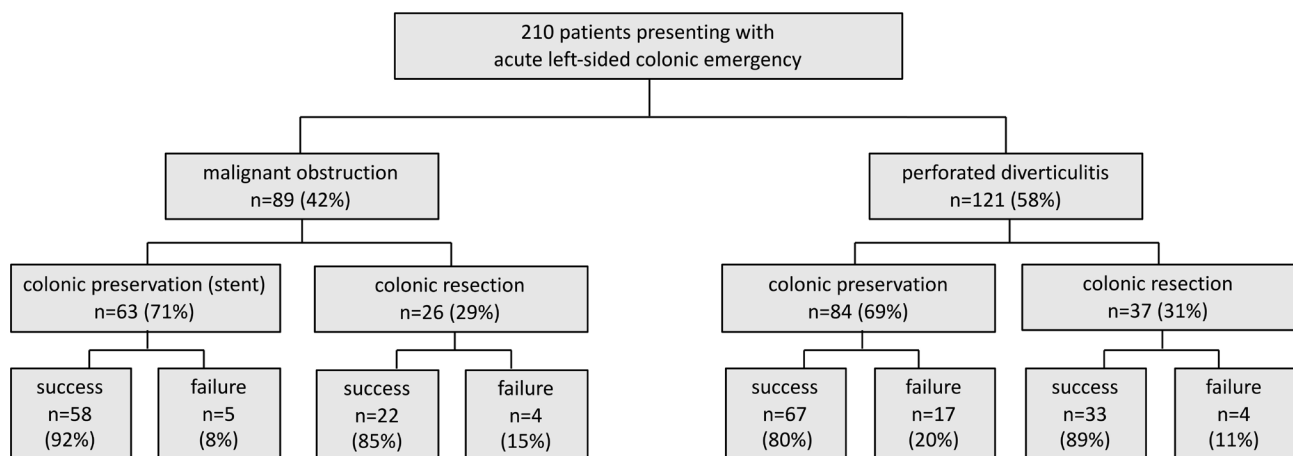 210 patients presenting with
acute left-sided colonic emergency
malignant obstruction
n=89 (42%)
perforated diverticulitis
n=121 (58%)
colonic preservation (stent)
n=63 (71%)
colonic resection
n=26 (29%)
colonic preservation
n=84 (69%)
colonic resection
n=37 (31%)
success
n=58
(92%)
failure
n=5
(8%)
success
n=22
(85%)
failure
n=4
(15%)
success
n=67
(80%)
failure
n=17
(20%)
success
n=33
(89%)
failure
n=4
(11%)